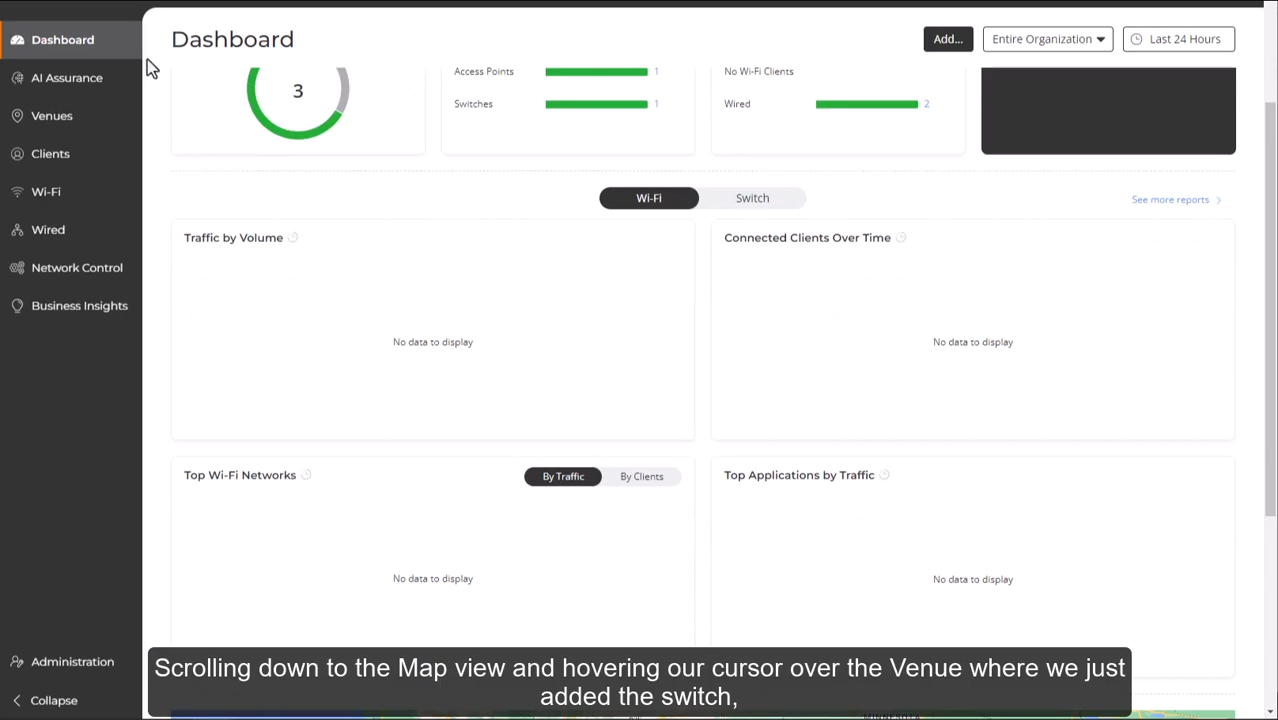 Dashboard
AI Assurance
Venues
Clients
Wi-Fi
Wired
Network Control
Business Insights
Administration
Collapse
Dashboard
Add...
Entire Organization
Last 24 Hours
3
Access Points 1
Switches 1
No Wi-Fi Clients
Wired 2
Wi-Fi
Switch
See more reports
Traffic by Volume
No data to display
Connected Clients Over Time
No data to display
Top Wi-Fi Networks
By Traffic
By Clients
No data to display
Top Applications by Traffic
No data to display
Scrolling down to the Map view and hovering our cursor over the Venue where we just
added the switch,